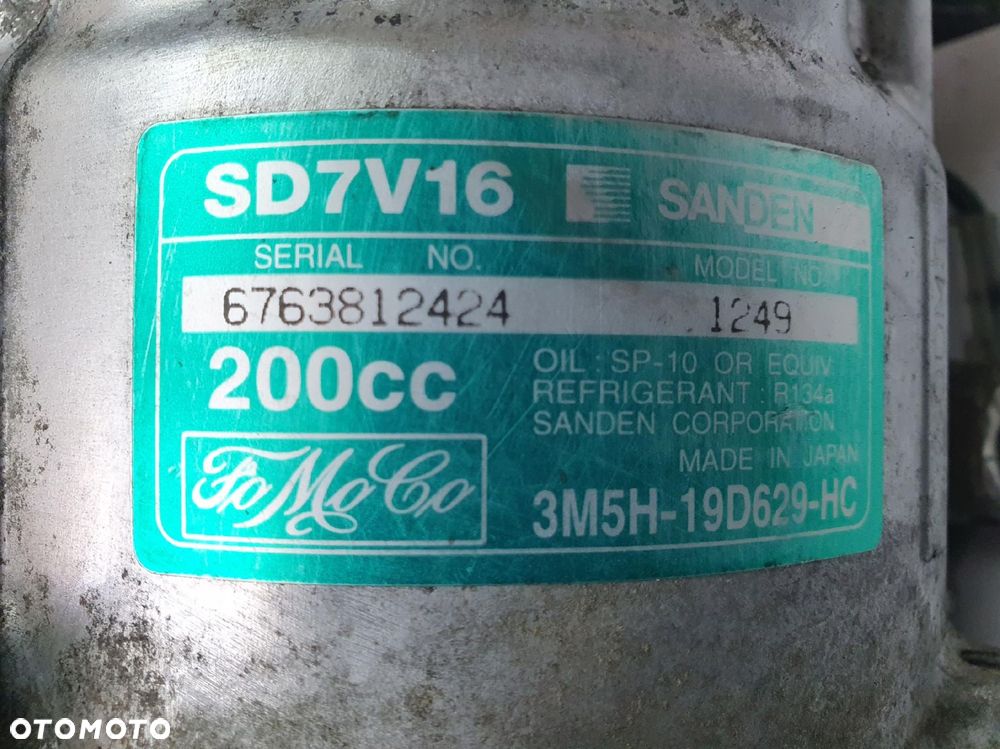 SD7V16 SANDEN
SERIAL NO. MODEL NO.
6763812424 1249
200cc
OIL : SP-10 OR EQUIV
REFRIGERANT : R134a
SANDEN CORPORATION
MADE IN JAPAN
FoMoCo
3M5H-19D629-HC
OTOMOTO